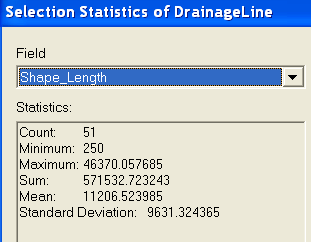 Selection Statistics of DrainageLine
Field
Shape_Length
Statistics:
Count: 51
Minimum: 250
Maximum: 46370.057685
Sum: 571532.723243
Mean: 11206.523985
Standard Deviation: 9631.324365